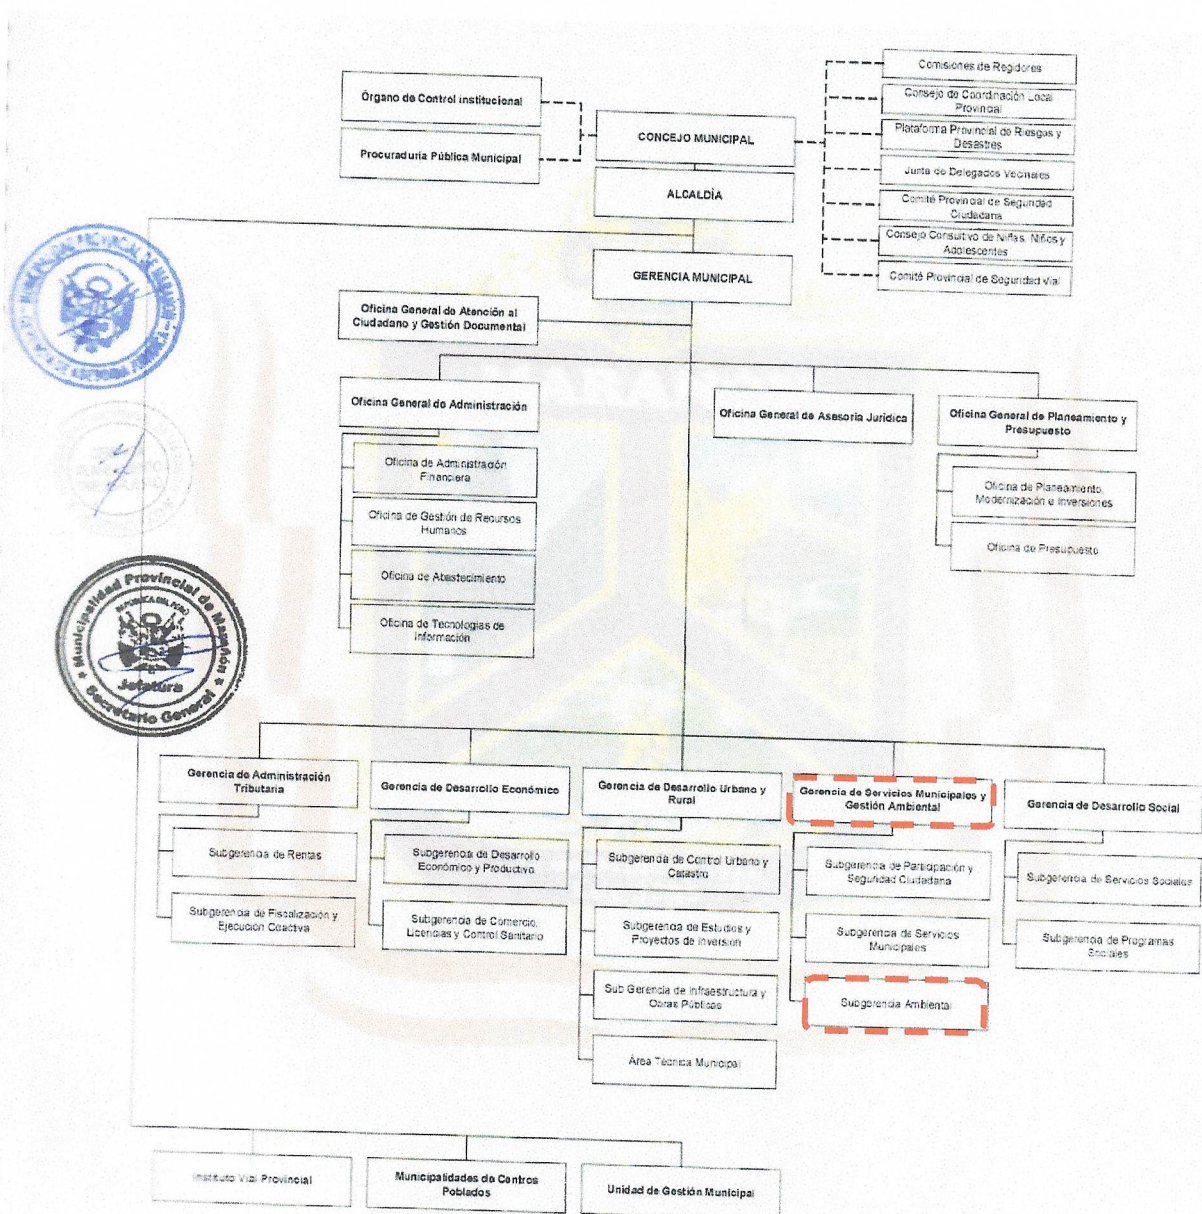 Comisiones de Regidores
Órgano de Control Institucional
Consejo de Coordinación Local
Provincial
CONCEJO MUNICIPAL
Plataforma Provincial de Riesgos y
Desastres
Procuraduría Pública Municipal
Junta de Delegados Vecinales
ALCALDÍA
Comité Provincial de Seguridad
Ciudadana
Consejo Consultivo de Niñas, Niños y
Adolescentes
GERENCIA MUNICIPAL
Comité Provincial de Seguridad Vial
Oficina General de Atención al
Ciudadano y Gestión Documental
Oficina General de Administración
Oficina General de Asesoria Juridica
Oficina General de Planeamiento y
Presupuesto
Oficina de Administración
Financiera
Oficina de Planeamiento,
Modernización e Inversiones
Oficina de Gestión de Recursos
Humanos
Oficina de Presupuesto
Oficina de Abastecimiento
Oficina de Tecnologías de
Información
Municipalidad Provincial de Marañón
REPÚBLICA DEL PERÚ
Jefatura
Secretario General
Gerencia de Administración
Tributaria
Gerencia de Desarrollo Económico
Gerencia de Desarrollo Urbano y
Rural
Gerencia de Servicios Municipales y
Gestión Ambiental
Gerencia de Desarrollo Social
Subgerencia de Rentas
Subgerencia de Desarrollo
Económico y Productivo
Subgerencia de Control Urbano y
Catastro
Subgerencia de Participación y
Seguridad Ciudadana
Subgerencia de Servicios Sociales
Subgerencia de Fiscalización y
Ejecución Coactiva
Subgerencia de Comercio,
Licencias y Control Sanitario
Subgerencia de Estudios y
Proyectos de Inversión
Subgerencia de Servicios
Municipales
Subgerencia de Programas
Sociales
Sub Gerencia de Infraestructura y
Obras Públicas
Subgerencia Ambiental
Área Técnica Municipal
Instituto Vial Provincial
Municipalidades de Centros
Poblados
Unidad de Gestión Municipal